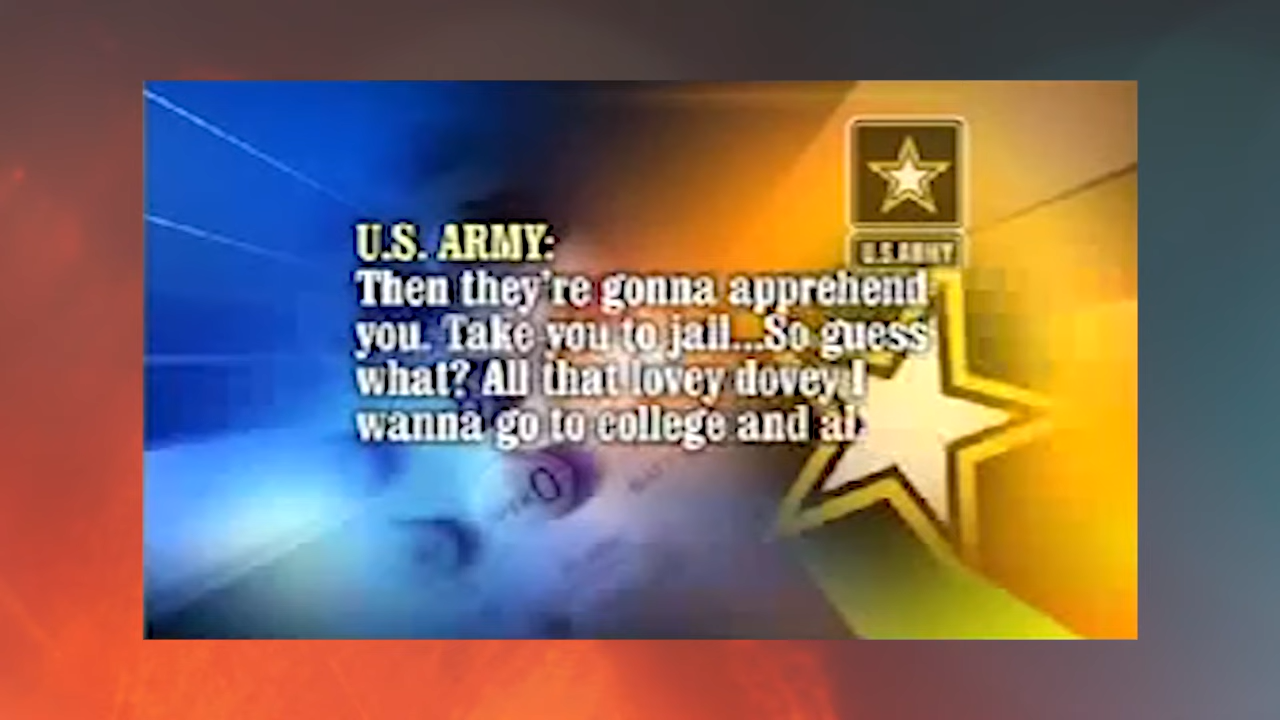 U.S. ARMY
U.S. ARMY:
Then they're gonna apprehend
you. Take you to jail...So guess
what? All that lovey dovey I
wanna go to college and al.